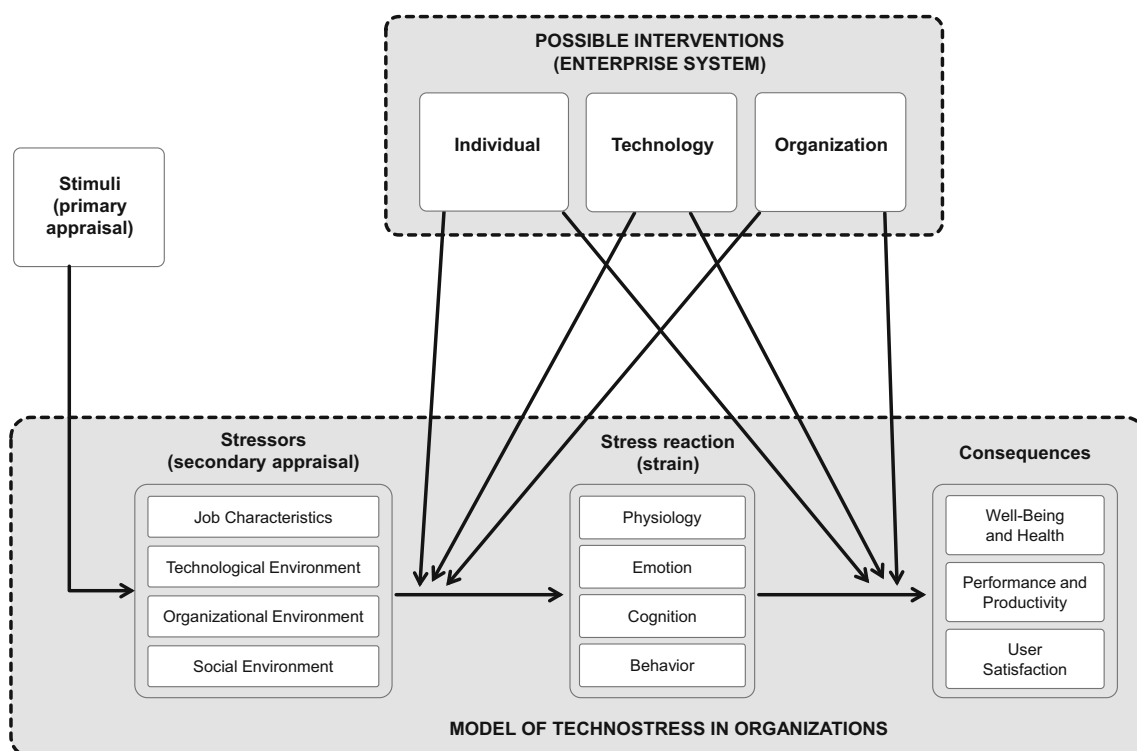 POSSIBLE INTERVENTIONS
(ENTERPRISE SYSTEM)
Individual
Technology
Organization
Stimuli
(primary
appraisal)
Stressors
(secondary appraisal)
Job Characteristics
Technological Environment
Organizational Environment
Social Environment
Stress reaction
(strain)
Physiology
Emotion
Cognition
Behavior
Consequences
Well-Being
and Health
Performance and
Productivity
User
Satisfaction
MODEL OF TECHNOSTRESS IN ORGANIZATIONS